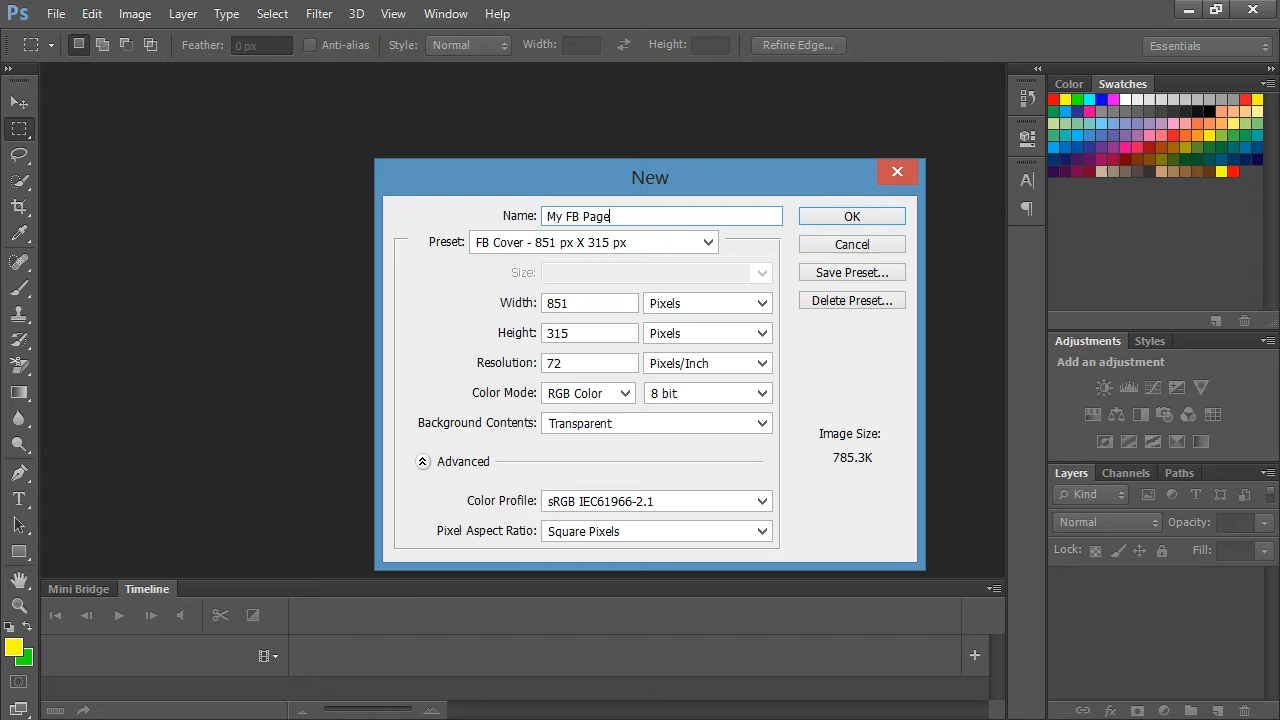 Ps File Edit Image Layer Type Select Filter 3D View Window Help
Feather: 0 px Anti-alias Style: Normal Width: Height: Refine Edge... Essentials
Color Swatches
New
Name: My FB Page OK
Preset: FB Cover - 851 px X 315 px Cancel
Size: Save Preset...
Width: 851 Pixels Delete Preset...
Height: 315 Pixels
Resolution: 72 Pixels/Inch
Color Mode: RGB Color 8 bit
Background Contents: Transparent
Image Size:
785.3K
Advanced
Color Profile: sRGB IEC61966-2.1
Pixel Aspect Ratio: Square Pixels
Adjustments Styles
Add an adjustment
Layers Channels Paths
Kind
Normal Opacity:
Lock: Fill:
Mini Bridge Timeline